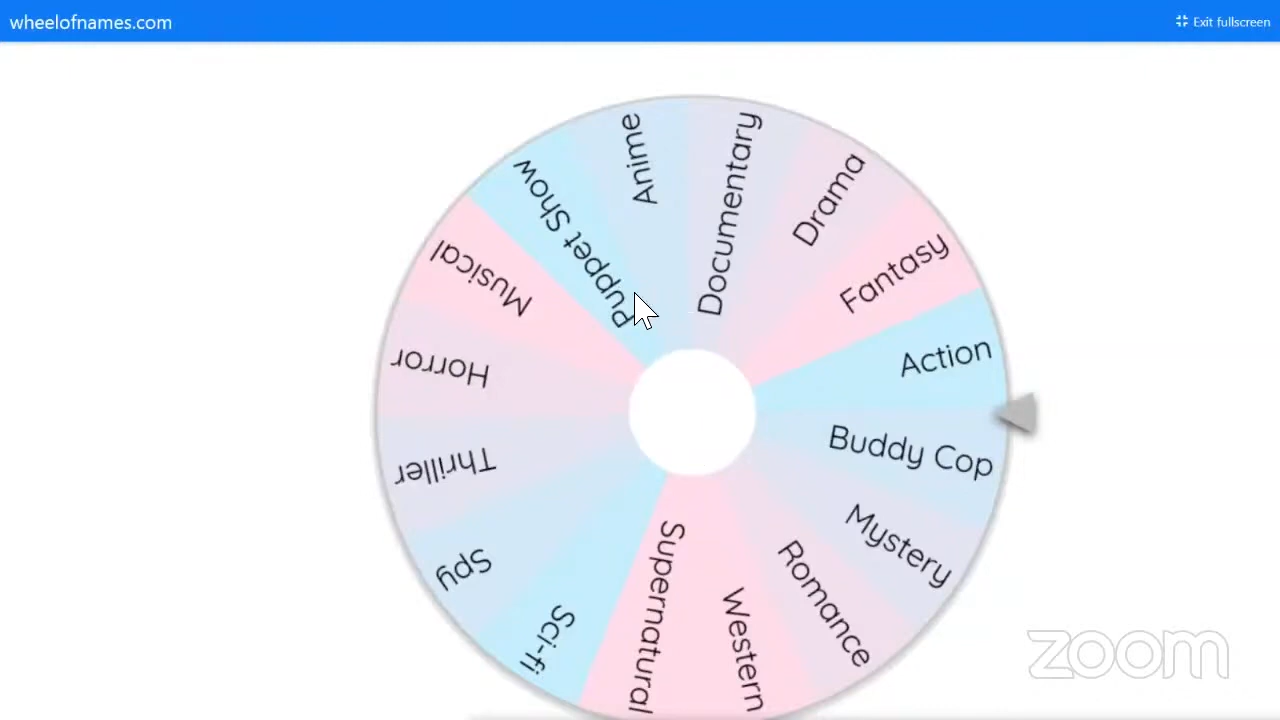 wheelofnames.com
Exit fullscreen
Anime
Documentary
Drama
Fantasy
Action
Buddy Cop
Mystery
Romance
Western
Supernatural
Sci-fi
Spy
Thriller
Horror
Musical
Puppet Show
zoom